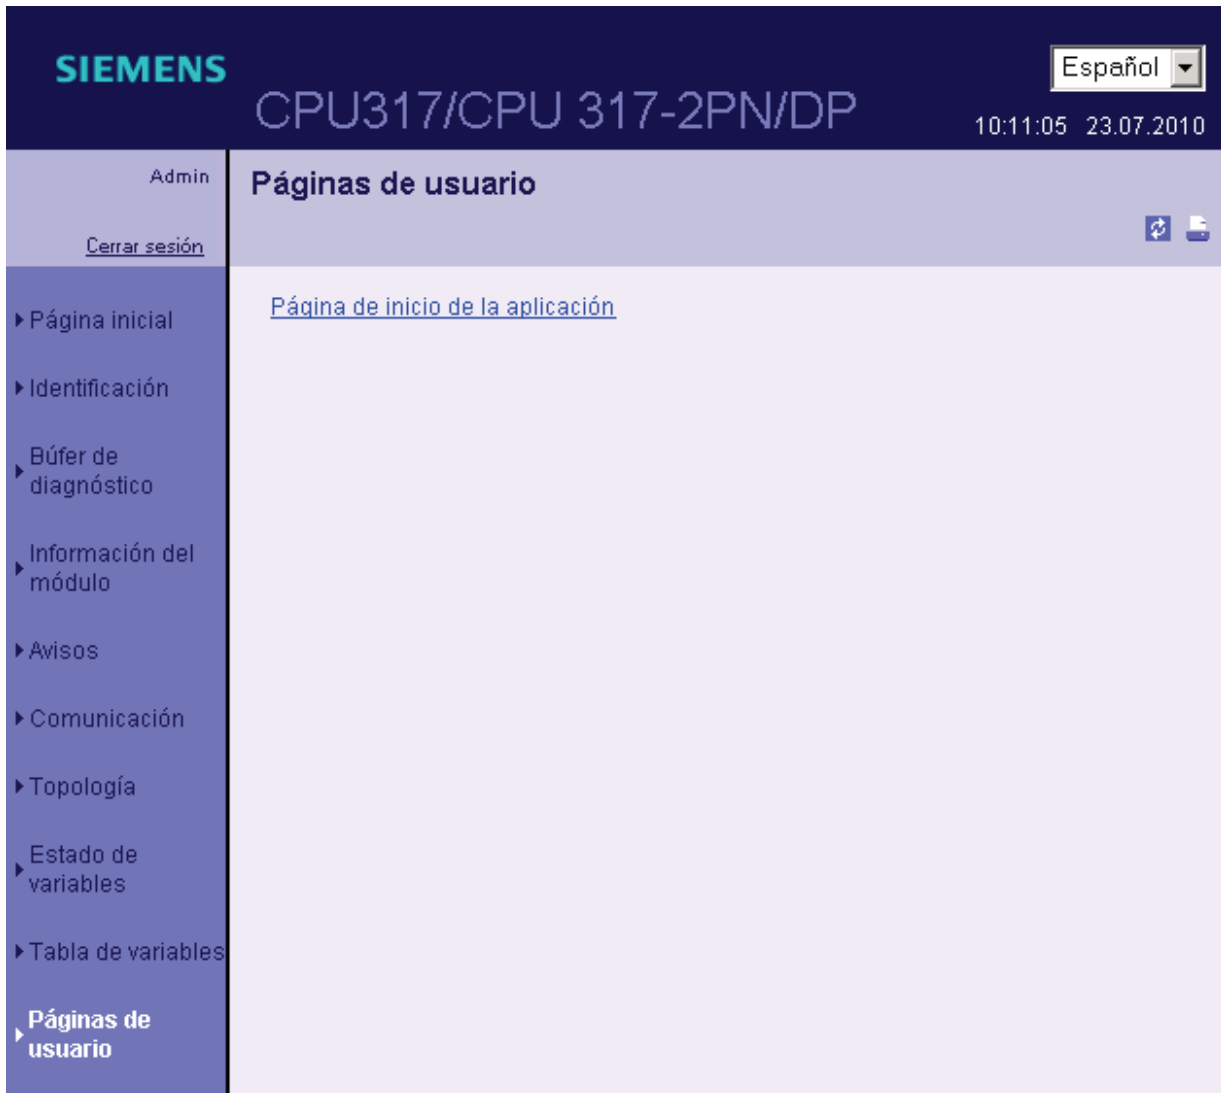 SIEMENS
Español
CPU317/CPU 317-2PN/DP
10:11:05 23.07.2010
Admin
Páginas de usuario
Cerrar sesión
Página de inicio de la aplicación
Página inicial
Identificación
Búfer de
diagnóstico
Información del
módulo
Avisos
Comunicación
Topología
Estado de
variables
Tabla de variables
Páginas de
usuario